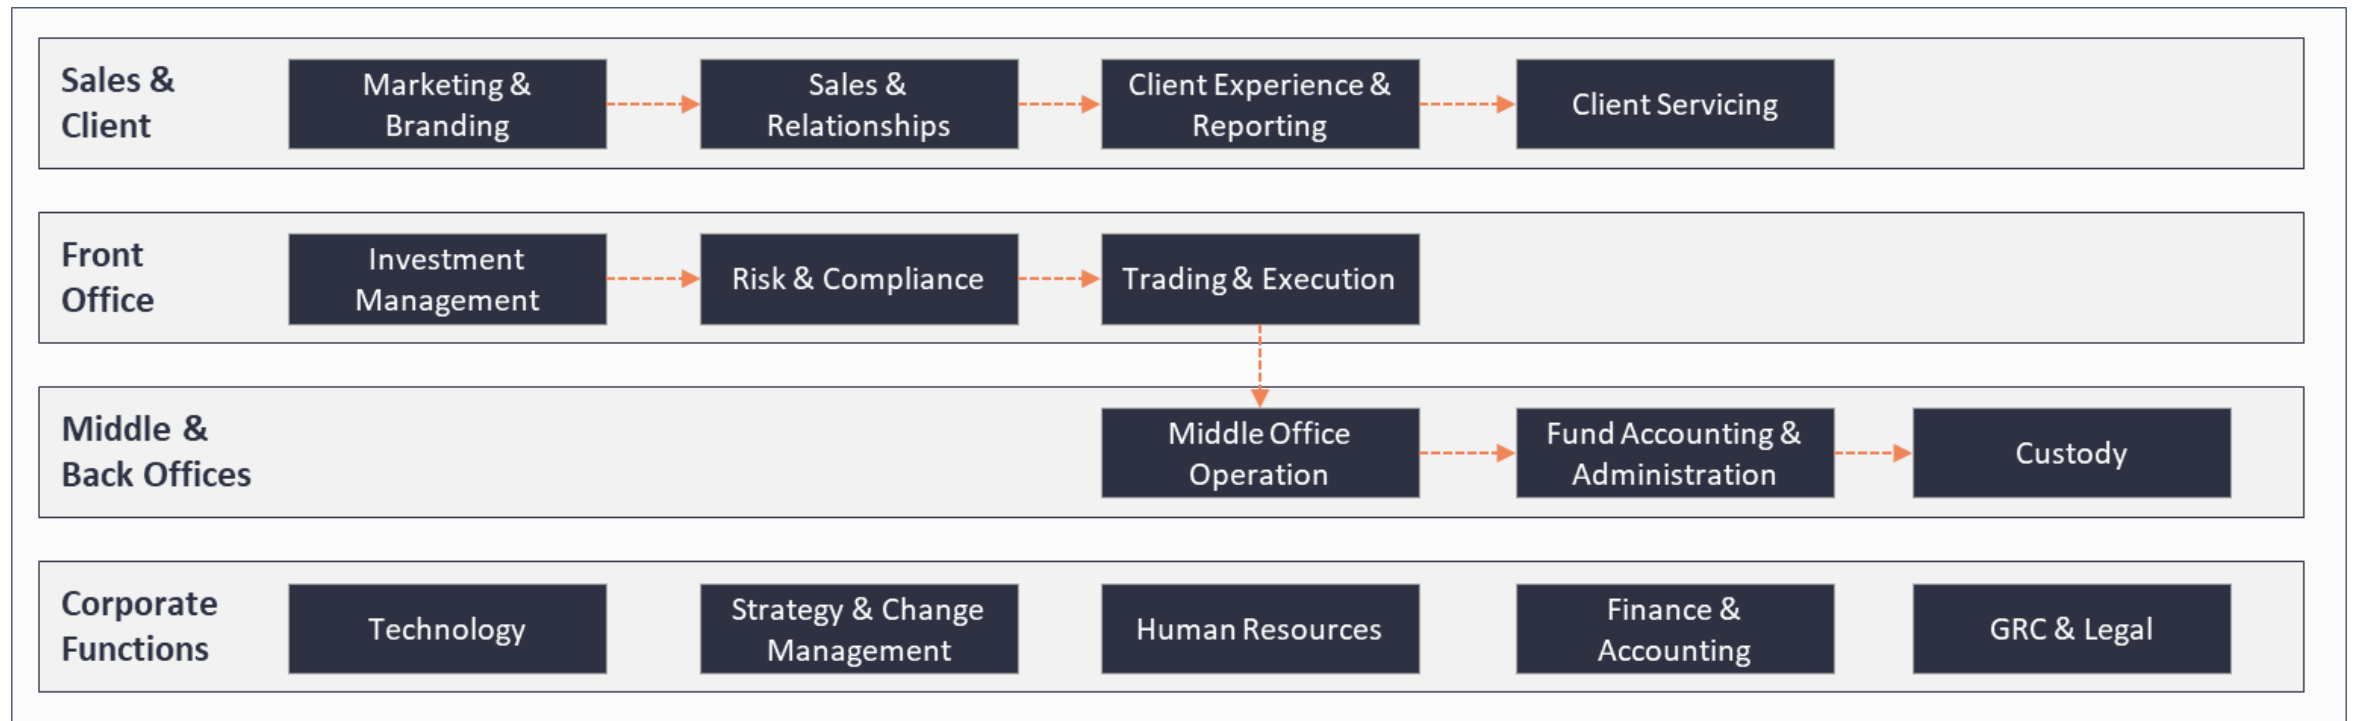 Sales &
Client
Marketing &
Branding
Sales &
Relationships
Client Experience &
Reporting
Client Servicing
Front
Office
Investment
Management
Risk & Compliance
Trading & Execution
Middle &
Back Offices
Middle Office
Operation
Fund Accounting &
Administration
Custody
Corporate
Functions
Technology
Strategy & Change
Management
Human Resources
Finance &
Accounting
GRC & Legal